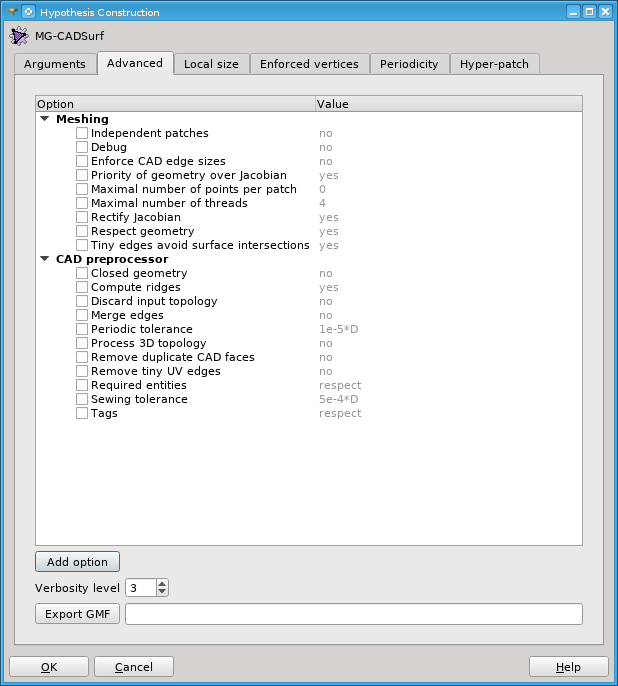 Hypothesis Construction
MG-CADSurf
Arguments Advanced Local size Enforced vertices Periodicity Hyper-patch
Option Value
Meshing
Independent patches no
Debug no
Enforce CAD edge sizes no
Priority of geometry over Jacobian yes
Maximal number of points per patch 0
Maximal number of threads 4
Rectify Jacobian yes
Respect geometry yes
Tiny edges avoid surface intersections yes
CAD preprocessor
Closed geometry no
Compute ridges yes
Discard input topology no
Merge edges no
Periodic tolerance 1e-5*D
Process 3D topology no
Remove duplicate CAD faces no
Remove tiny UV edges no
Required entities respect
Sewing tolerance 5e-4*D
Tags respect
Add option
Verbosity level 3
Export GMF
OK Cancel Help